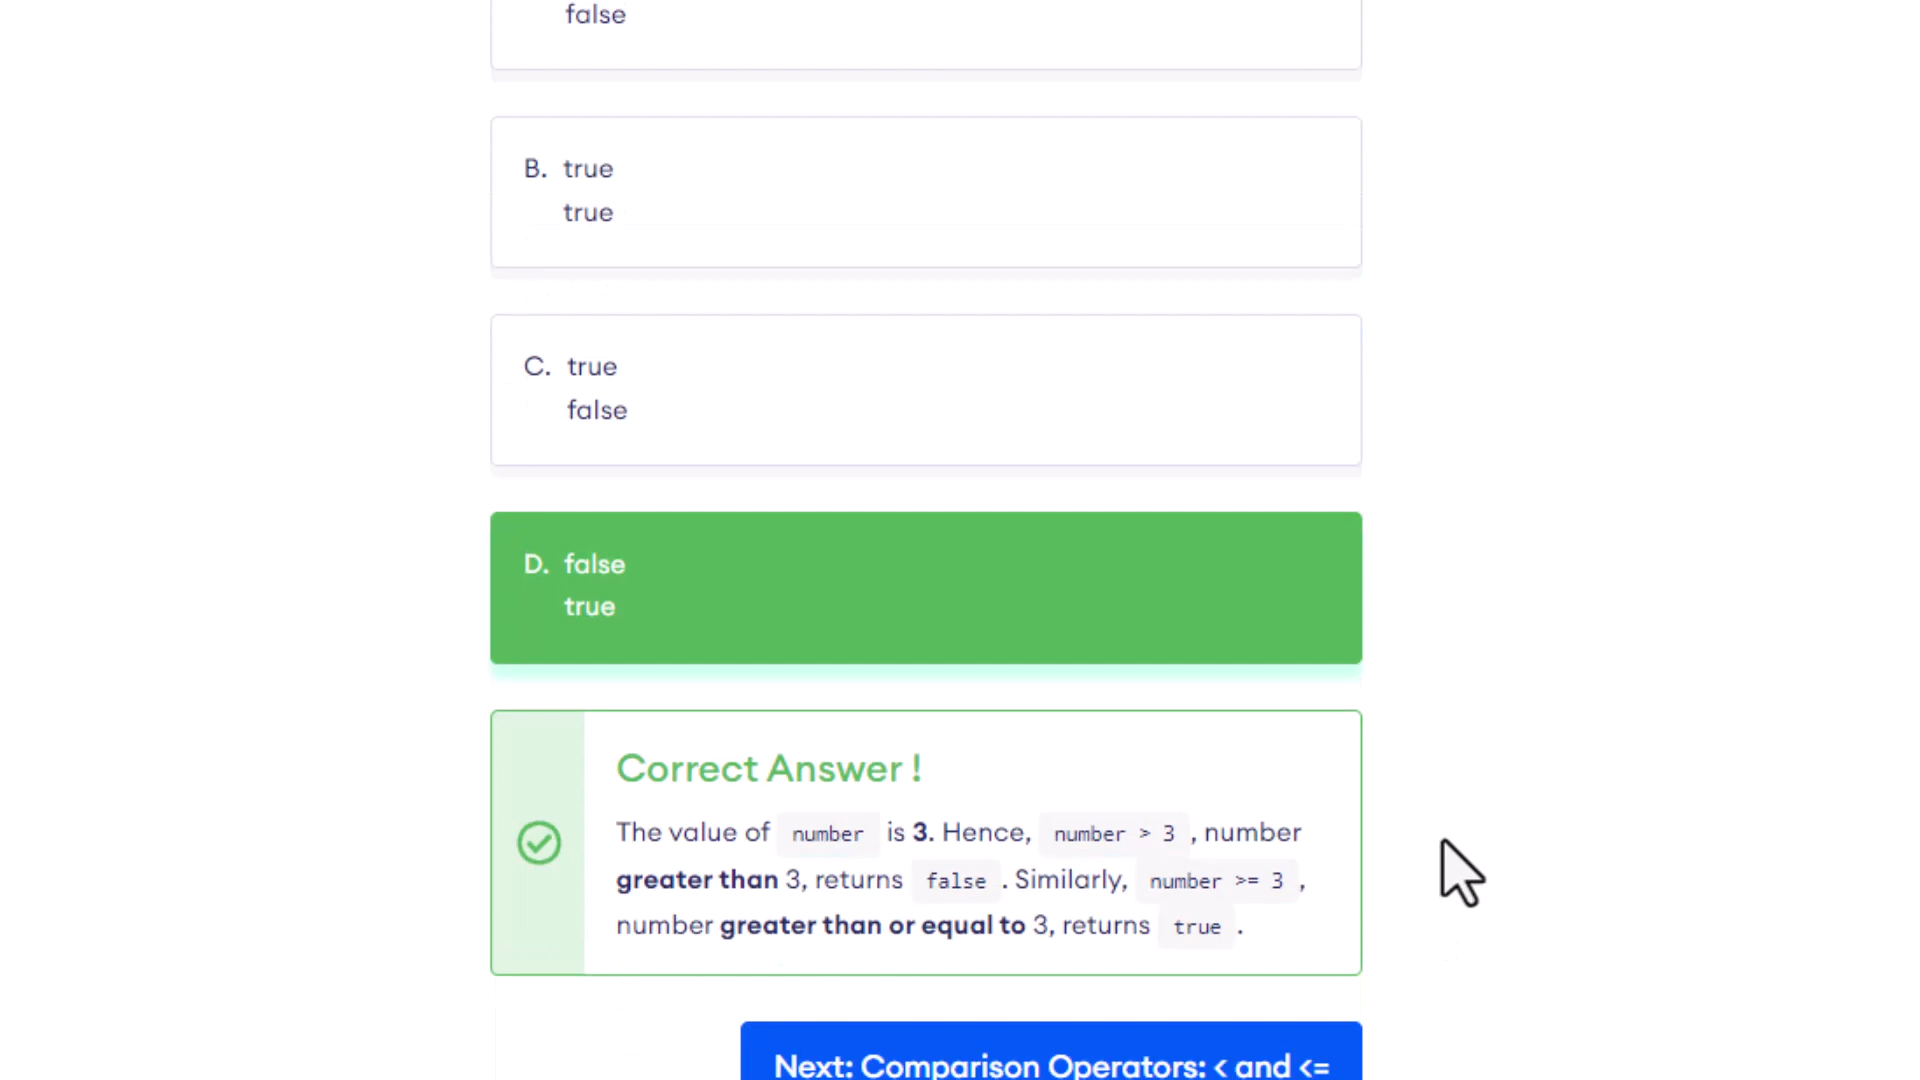 false
B. true
true
C. true
false
D. false
true
Correct Answer !
The value of number is 3. Hence, number > 3 , number
greater than 3, returns false . Similarly, number >= 3 ,
number greater than or equal to 3, returns true .
Next: Comparison Operators: < and <=